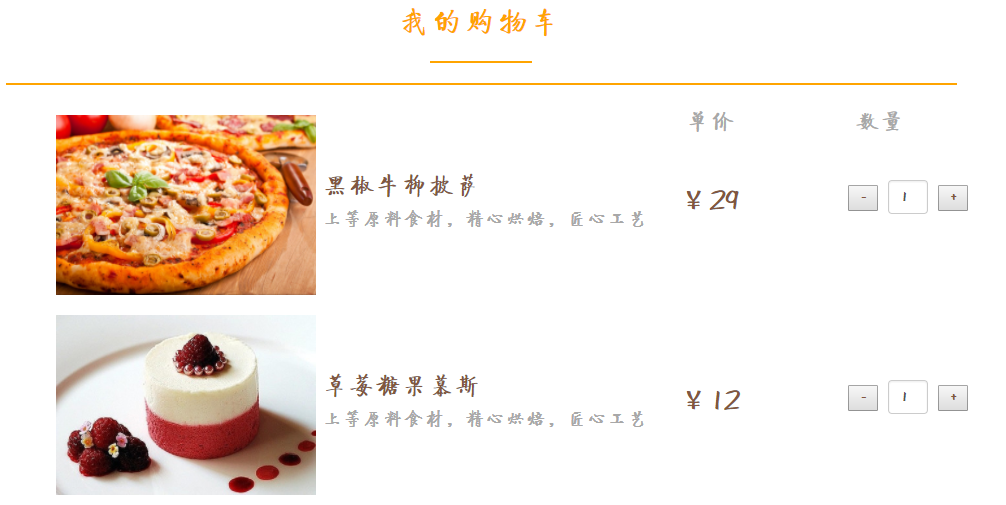 我的购物车
单价 数量
黑椒牛柳披萨
上等原料食材，精心烘焙，匠心工艺
￥29
- 1 +
草莓糖果慕斯
上等原料食材，精心烘焙，匠心工艺
￥12
- 1 +